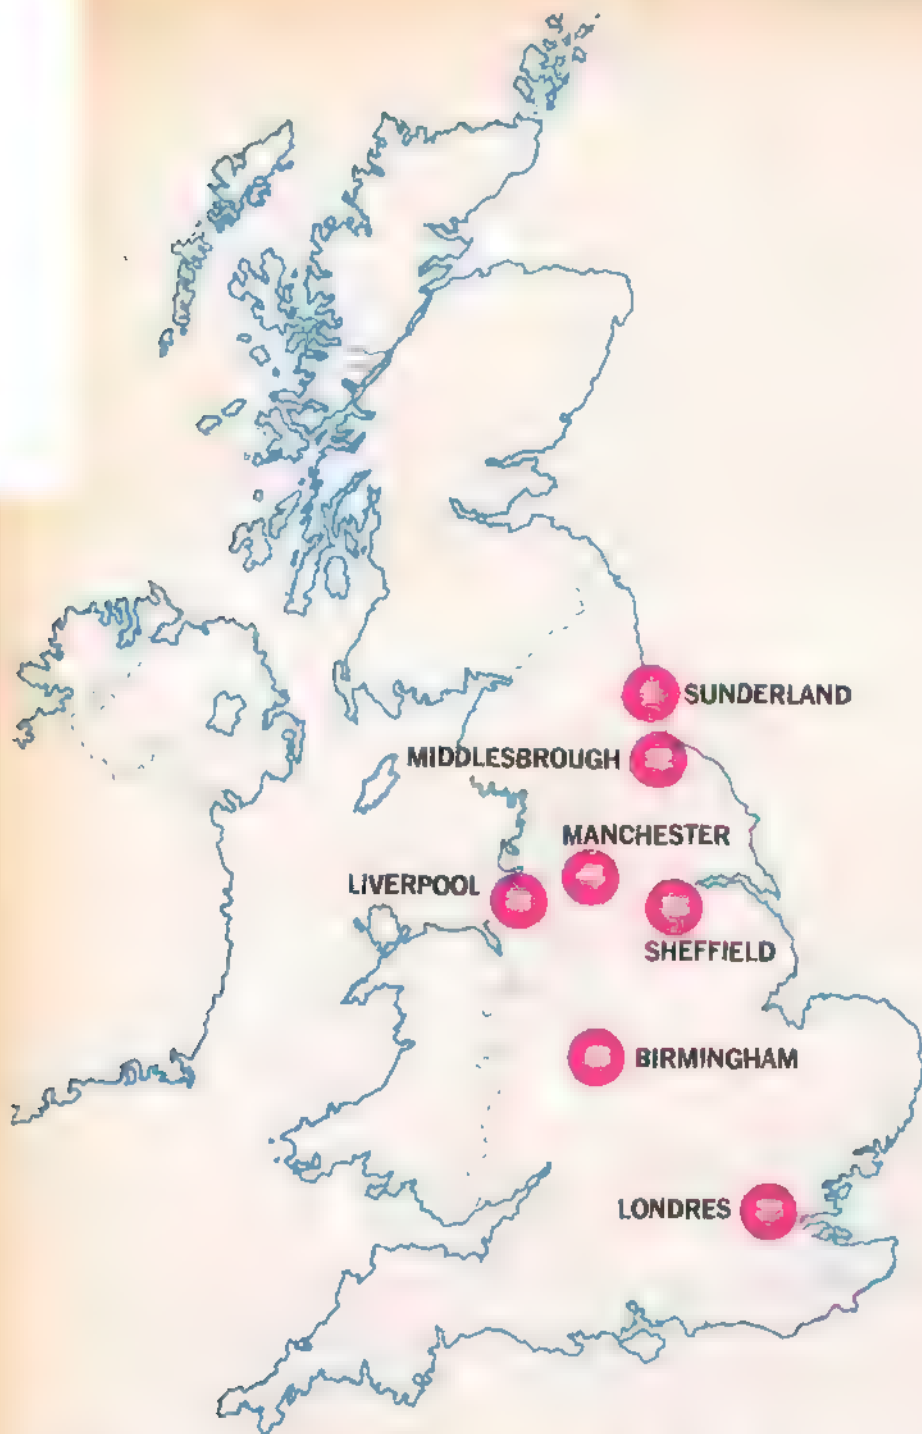 SUNDERLAND
MIDDLESBROUGH
MANCHESTER
LIVERPOOL
SHEFFIELD
BIRMINGHAM
LONDRES